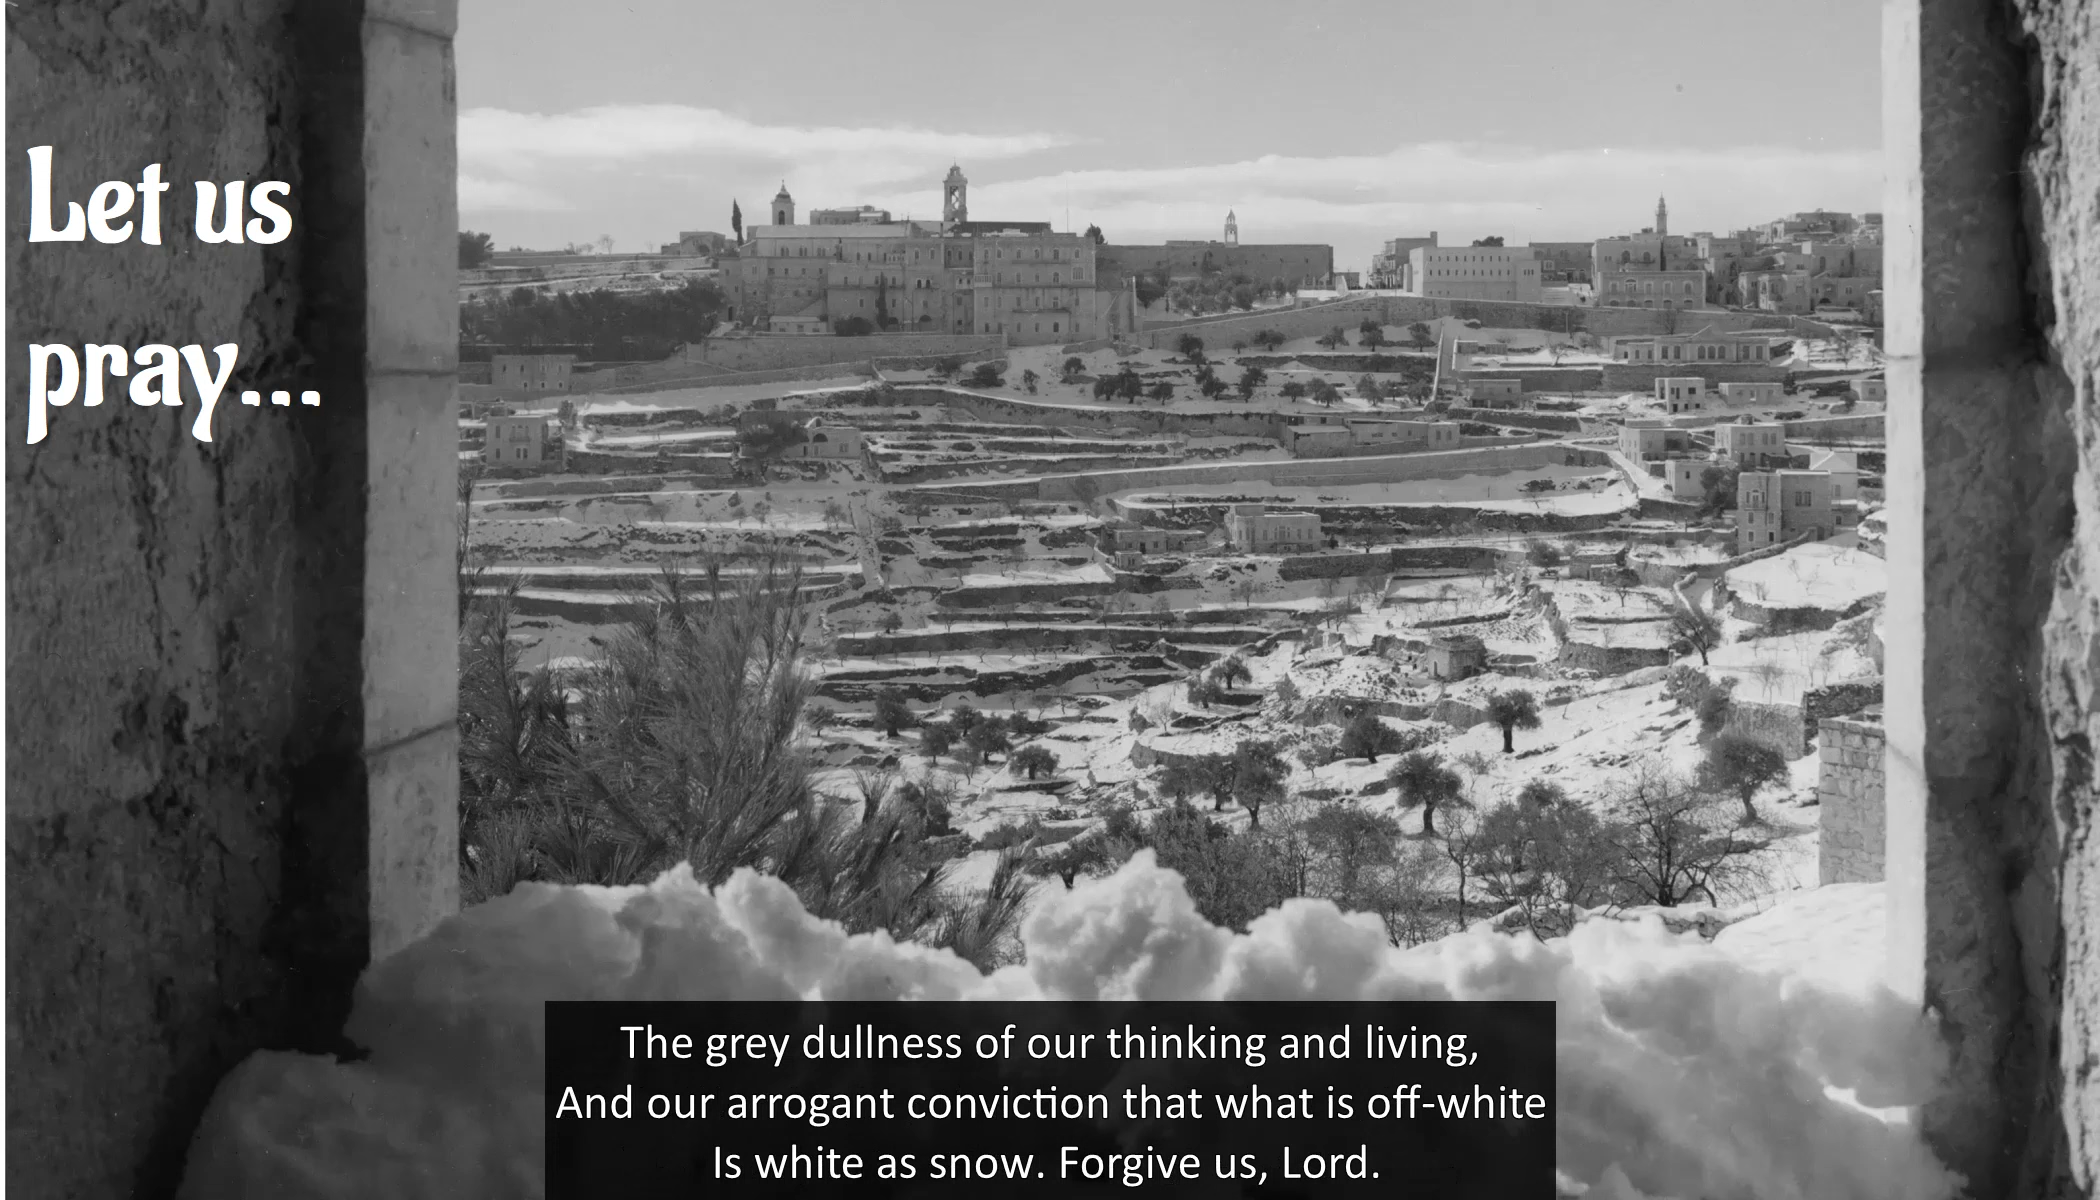 Let us
pray...
The grey dullness of our thinking and living,
And our arrogant conviction that what is off-white
Is white as snow. Forgive us, Lord.